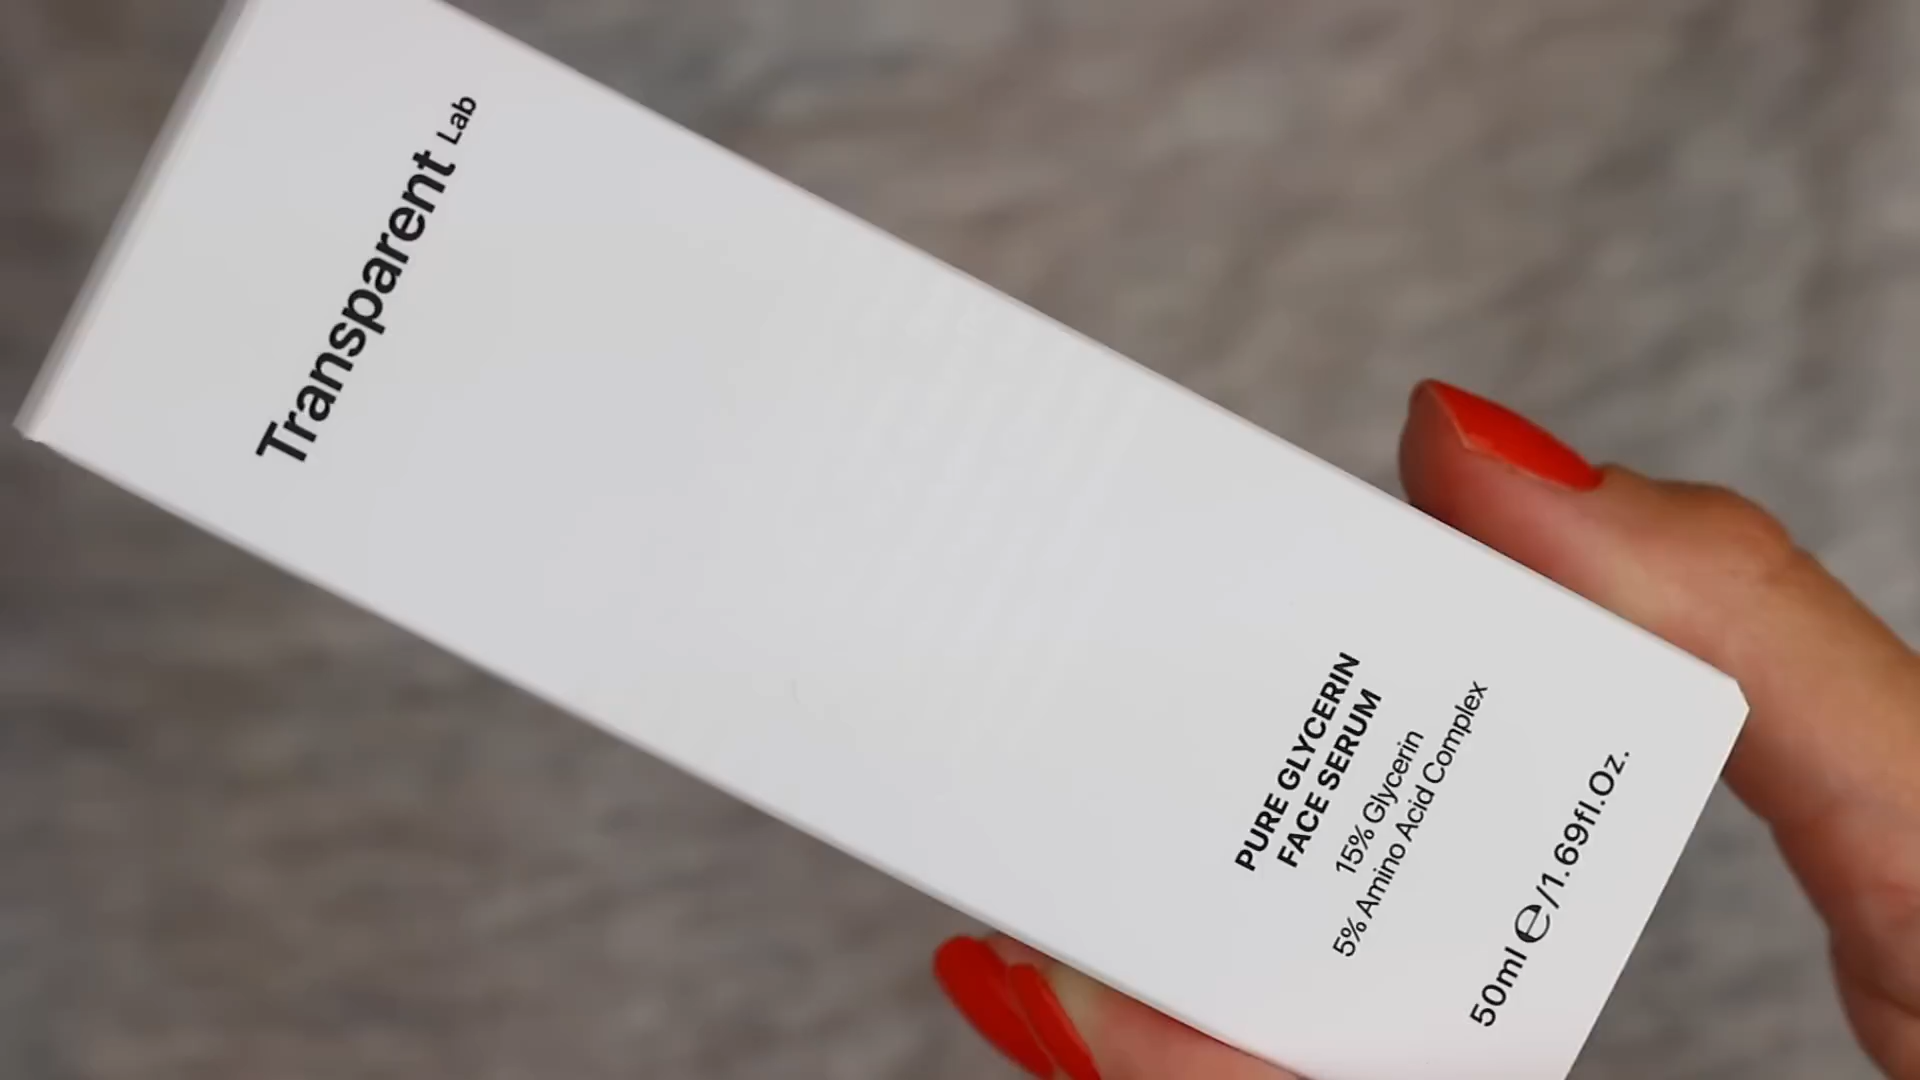 Transparent Lab
PURE GLYCERIN
FACE SERUM
15% Glycerin
5% Amino Acid Complex
50ml ℮/1.69fl.Oz.